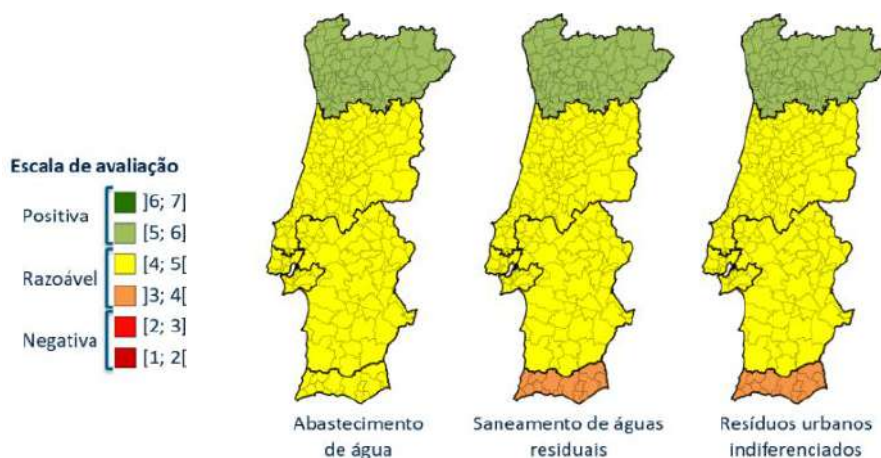 Escala de avaliação
Positiva
]6; 7]
[5; 6]
Razoável
[4; 5[
]3; 4[
Negativa
[2; 3]
[1; 2[
Abastecimento
de água
Saneamento de águas
residuais
Resíduos urbanos
indiferenciados